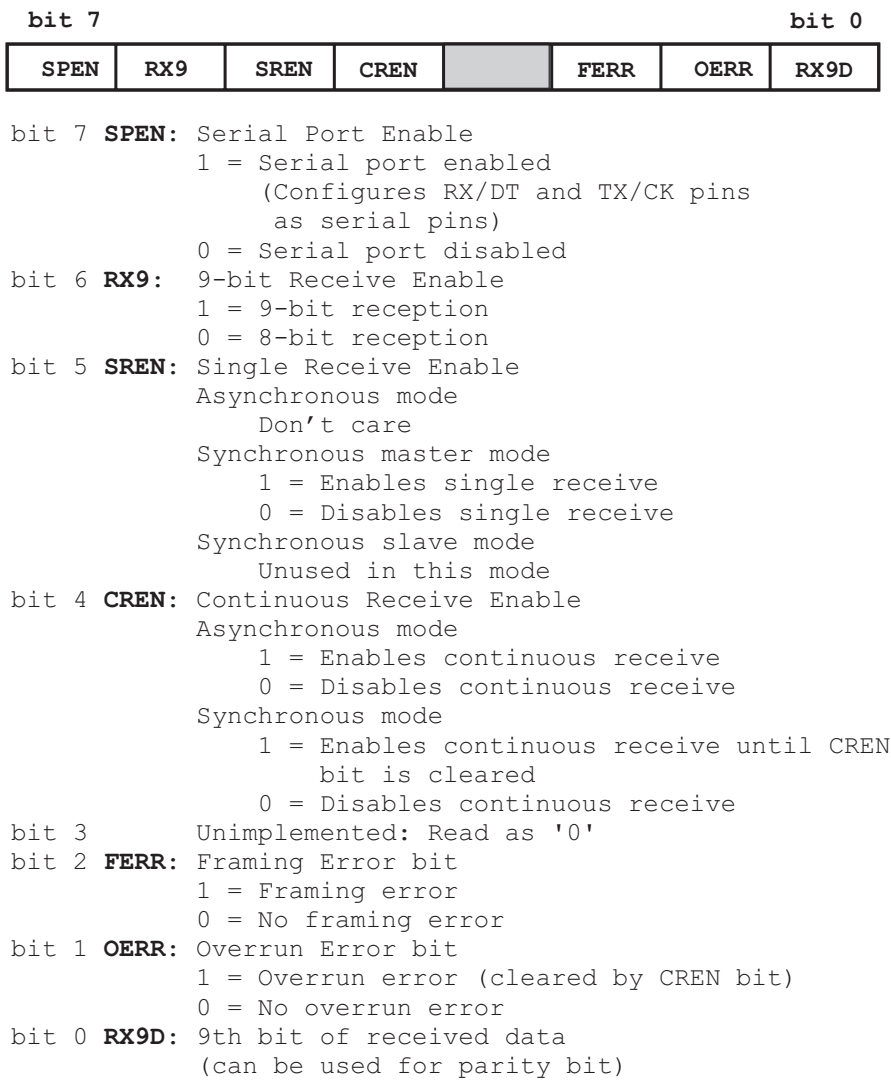 bit 7 bit 0
SPEN RX9 SREN CREN FERR OERR RX9D
bit 7 SPEN: Serial Port Enable
1 = Serial port enabled
(Configures RX/DT and TX/CK pins
as serial pins)
0 = Serial port disabled
bit 6 RX9: 9-bit Receive Enable
1 = 9-bit reception
0 = 8-bit reception
bit 5 SREN: Single Receive Enable
Asynchronous mode
Don't care
Synchronous master mode
1 = Enables single receive
0 = Disables single receive
Synchronous slave mode
Unused in this mode
bit 4 CREN: Continuous Receive Enable
Asynchronous mode
1 = Enables continuous receive
0 = Disables continuous receive
Synchronous mode
1 = Enables continuous receive until CREN
bit is cleared
0 = Disables continuous receive
bit 3 Unimplemented: Read as '0'
bit 2 FERR: Framing Error bit
1 = Framing error
0 = No framing error
bit 1 OERR: Overrun Error bit
1 = Overrun error (cleared by CREN bit)
0 = No overrun error
bit 0 RX9D: 9th bit of received data
(can be used for parity bit)